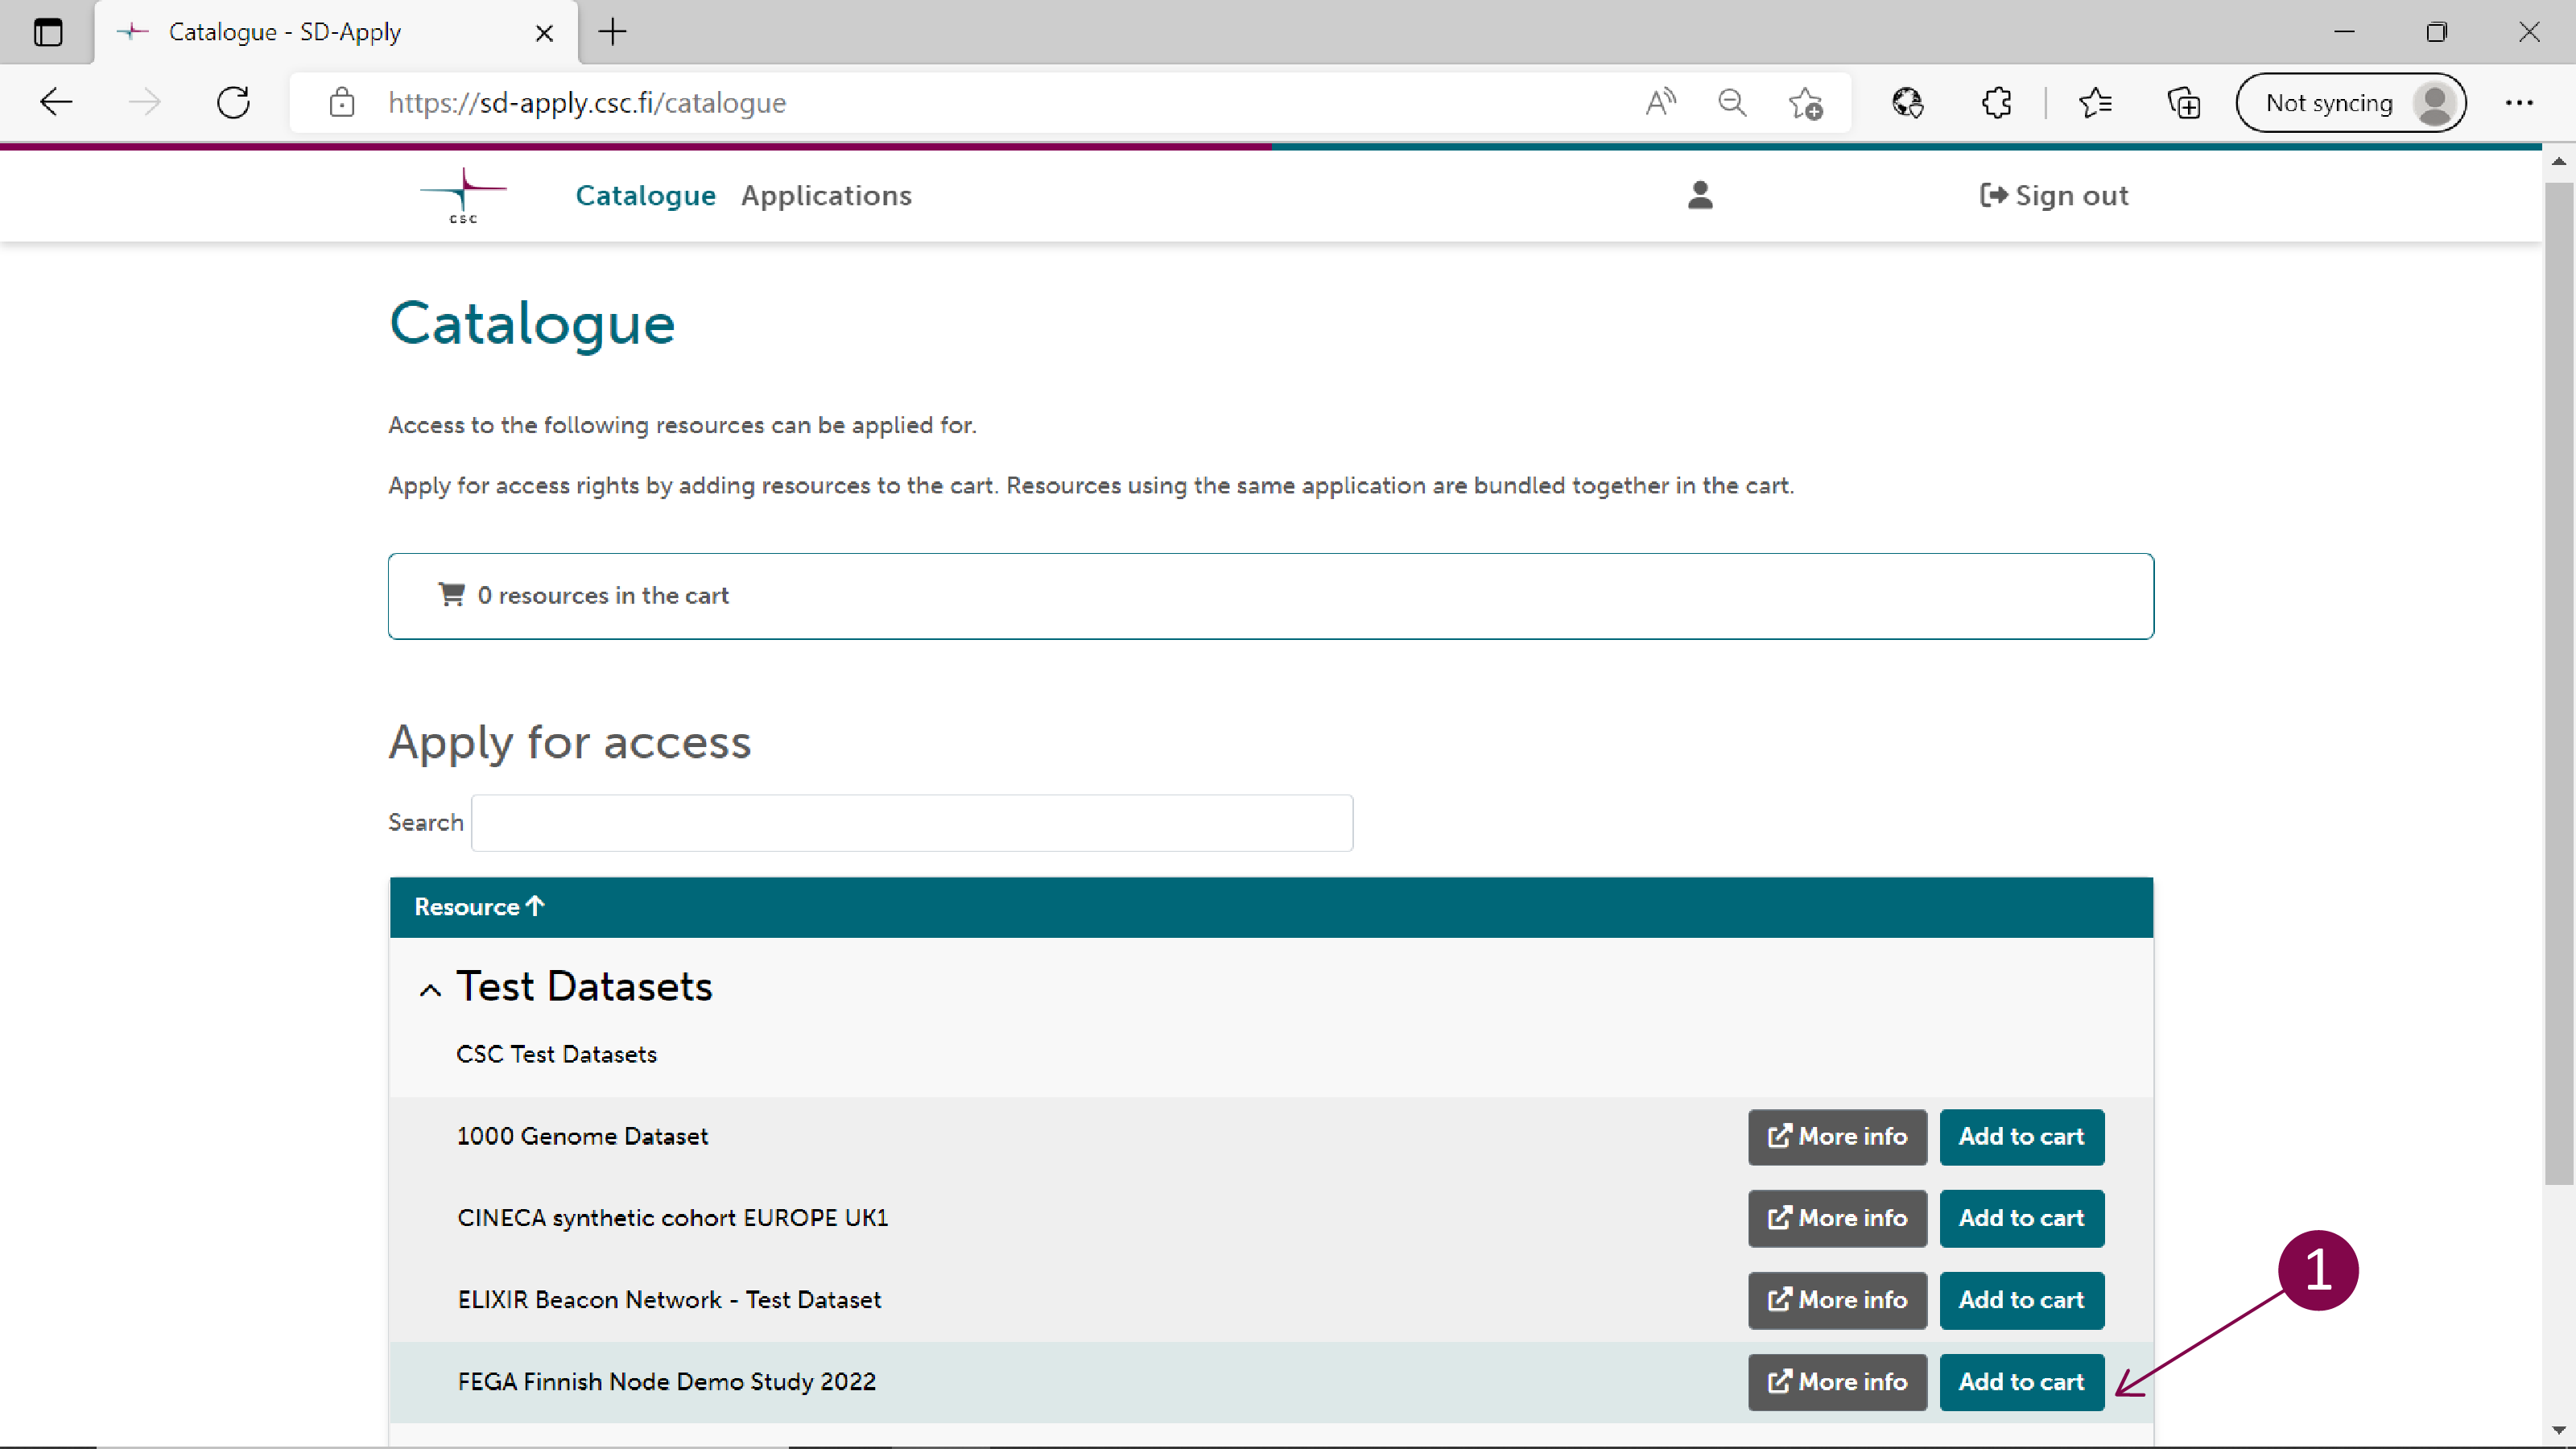 Catalogue - SD-Apply
https://sd-apply.csc.fi/catalogue
Not syncing
csc
Catalogue Applications
Sign out
Catalogue
Access to the following resources can be applied for.
Apply for access rights by adding resources to the cart. Resources using the same application are bundled together in the cart.
0 resources in the cart
Apply for access
Search
Resource
Test Datasets
CSC Test Datasets
1000 Genome Dataset More info Add to cart
CINECA synthetic cohort EUROPE UK1 More info Add to cart
ELIXIR Beacon Network - Test Dataset More info Add to cart
1
FEGA Finnish Node Demo Study 2022 More info Add to cart